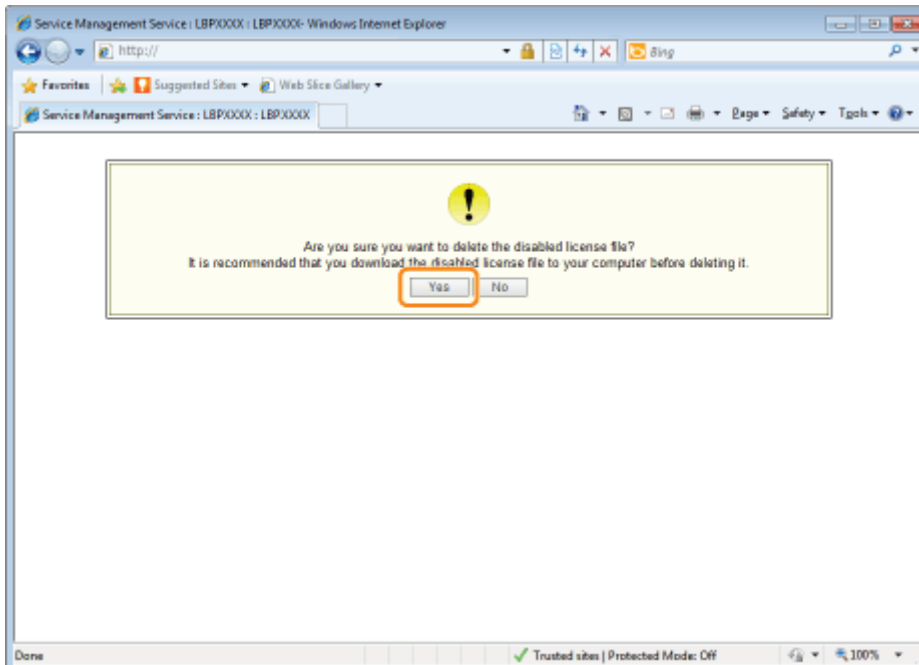 Service Management Service : LBPXXXX : LBPXXXX- Windows Internet Explorer
http://
Bing
Favorites Suggested Sites Web Slice Gallery
Service Management Service : LBPXXXX : LBPXXXX
Page Safety Tools
Are you sure you want to delete the disabled license file?
It is recommended that you download the disabled license file to your computer before deleting it.
Yes No
Done Trusted sites | Protected Mode: Off 100%